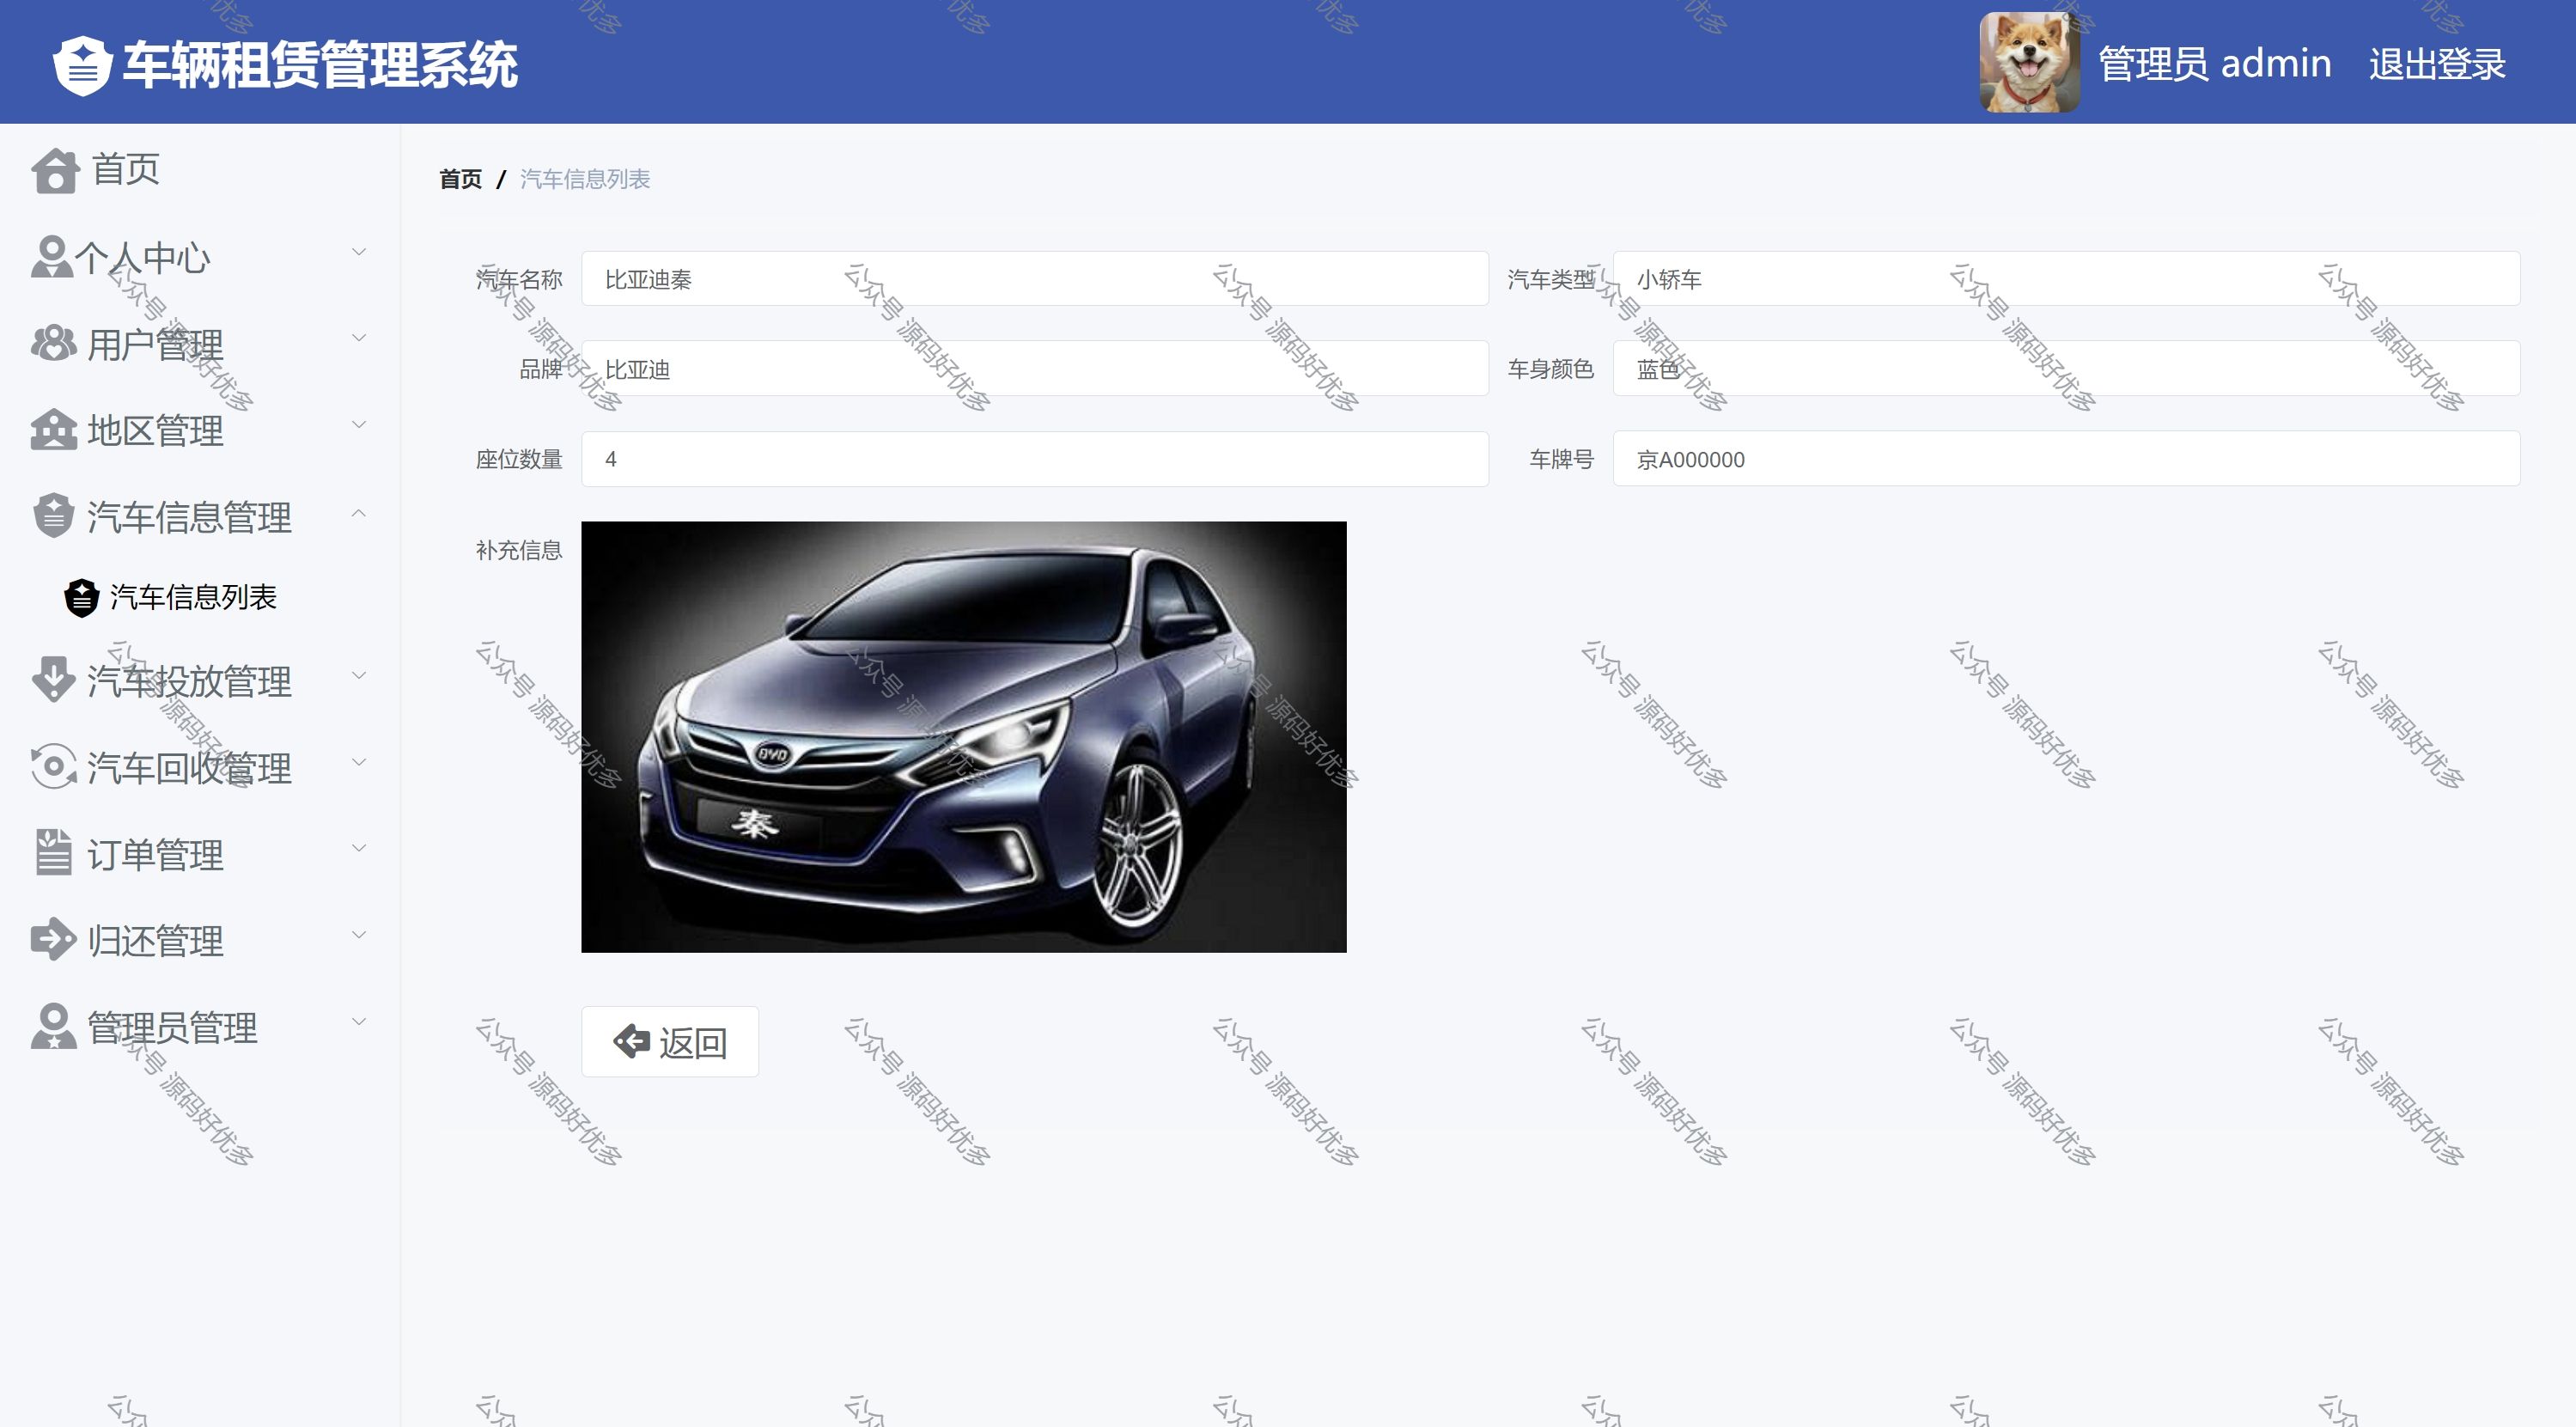 车辆租赁管理系统
管理员 admin 退出登录
首页
个人中心
用户管理
地区管理
汽车信息管理
汽车信息列表
汽车投放管理
汽车回收管理
订单管理
归还管理
管理员管理
首页 / 汽车信息列表
汽车名称 比亚迪秦 汽车类型 小轿车
品牌 比亚迪 车身颜色 蓝色
座位数量 4 车牌号 京A000000
补充信息
BYD
秦
返回
公众号 源码好优多